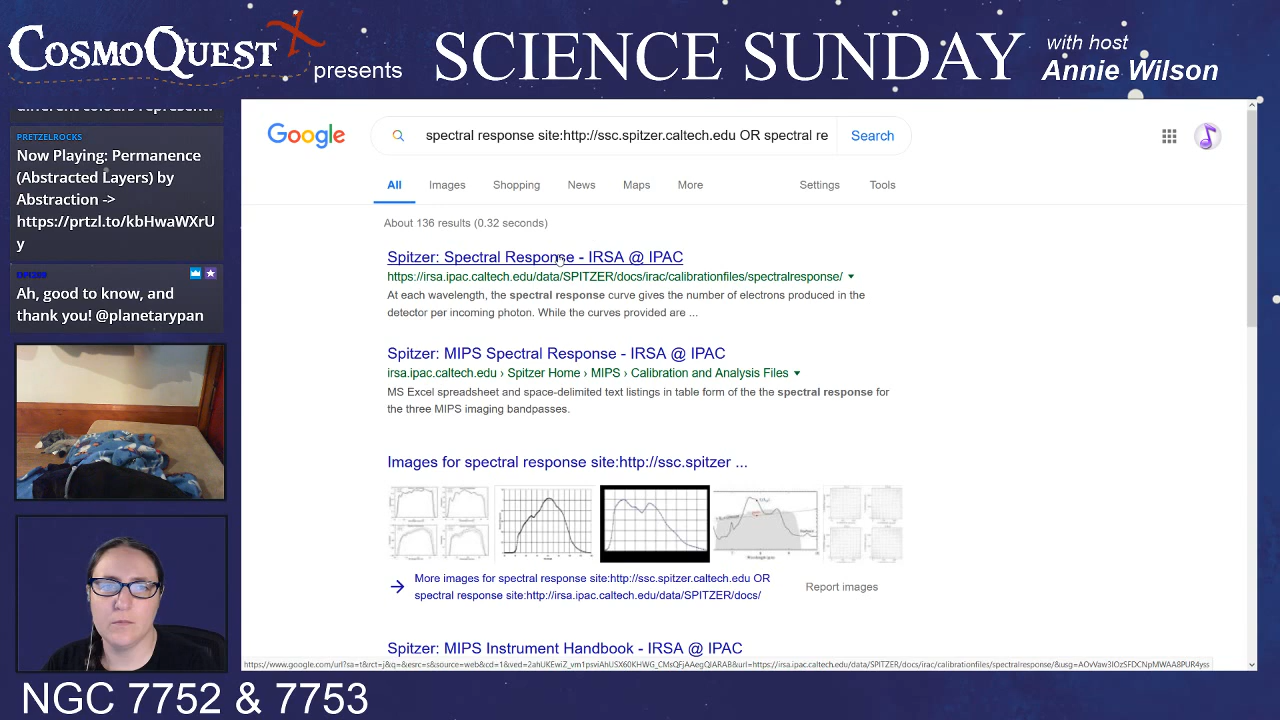 CosmoQuestX
presents
SCIENCE SUNDAY
with host
Annie Wilson
different colours represent.
PRETZELROCKS
Now Playing: Permanence
(Abstracted Layers) by
Abstraction ->
https://prtzl.to/kbHwaWXrU
y
Ah, good to know, and
thank you! @planetarypan
Google
spectral response site:http://ssc.spitzer.caltech.edu OR spectral re
Search
All Images Shopping News Maps More Settings Tools
About 136 results (0.32 seconds)
Spitzer: Spectral Response - IRSA @ IPAC
https://irsa.ipac.caltech.edu/data/SPITZER/docs/irac/calibrationfiles/spectralresponse/
At each wavelength, the spectral response curve gives the number of electrons produced in the
detector per incoming photon. While the curves provided are ...
Spitzer: MIPS Spectral Response - IRSA @ IPAC
irsa.ipac.caltech.edu › Spitzer Home › MIPS › Calibration and Analysis Files
MS Excel spreadsheet and space-delimited text listings in table form of the the spectral response for
the three MIPS imaging bandpasses.
Images for spectral response site:http://ssc.spitzer ...
More images for spectral response site:http://ssc.spitzer.caltech.edu OR
spectral response site:http://irsa.ipac.caltech.edu/data/SPITZER/docs/
Report images
Spitzer: MIPS Instrument Handbook - IRSA @ IPAC
NGC 7752 & 7753